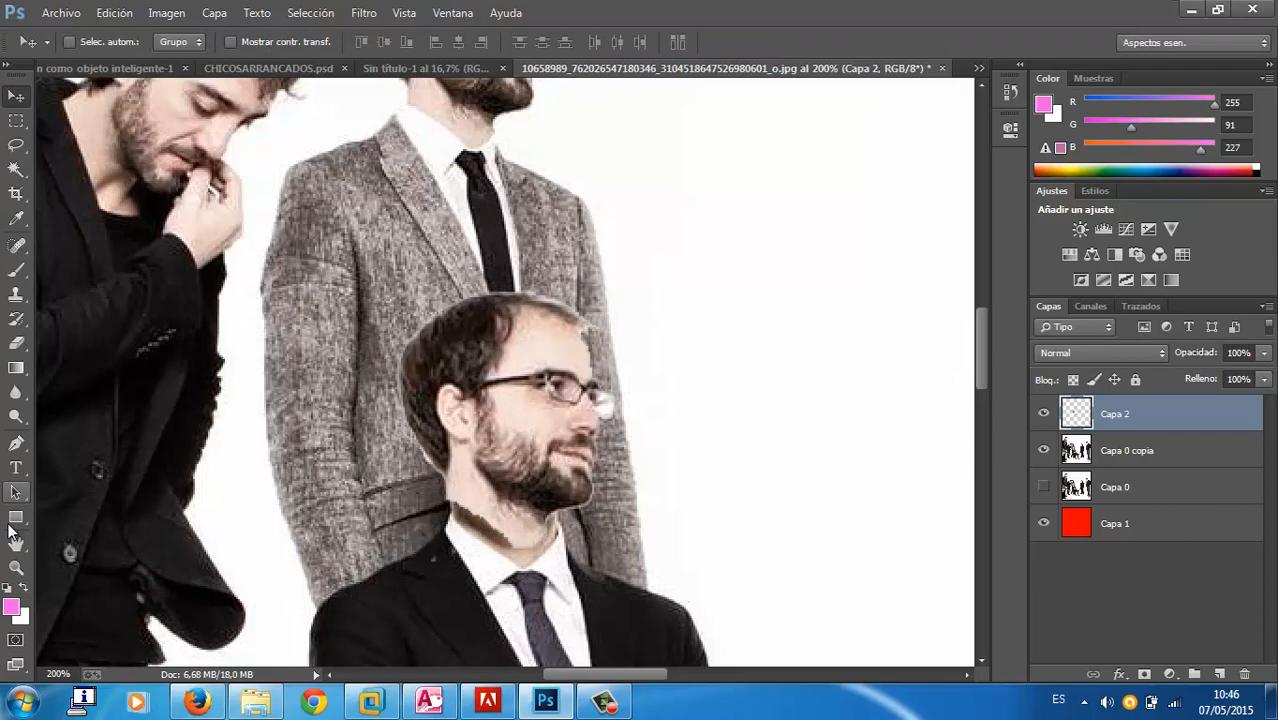 Ps Archivo Edición Imagen Capa Texto Selección Filtro Vista Ventana Ayuda
Selec. autom.: Grupo Mostrar contr. transf. Aspectos esen.
n como objeto inteligente-1 × CHICOSARRANCADOS.psd × Sin título-1 al 16,7% (RG... × 10658989_762026547180346_3104518647526980601_o.jpg al 200% (Capa 2, RGB/8*) * ×
Color Muestras
R 255
G 91
B 227
Ajustes Estilos
Añadir un ajuste
Capas Canales Trazados
Tipo
Normal Opacidad: 100%
Bloq.: Relleno: 100%
Capa 2
Capa 0 copia
Capa 0
Capa 1
200% Doc: 6,68 MB/18,0 MB
ES 10:46
07/05/2015